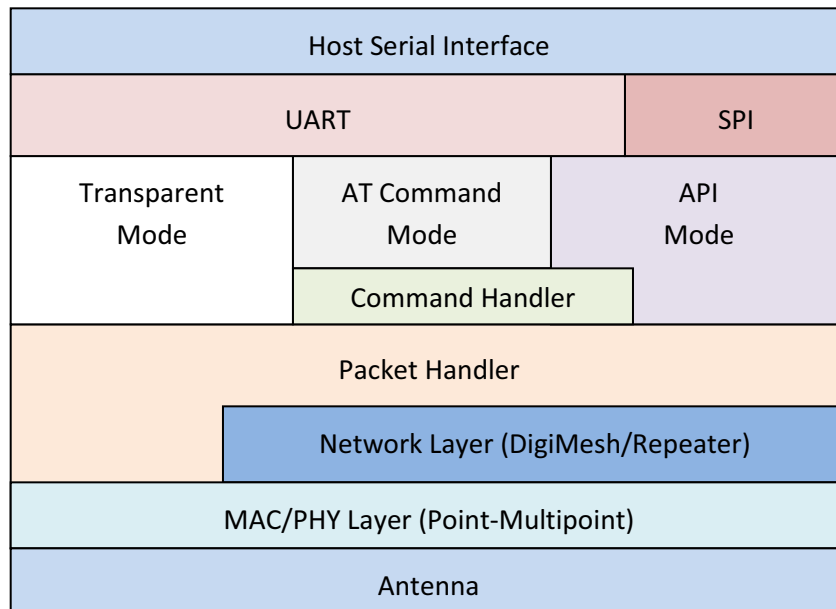 Host Serial Interface
UART
SPI
Transparent
Mode
AT Command
Mode
API
Mode
Command Handler
Packet Handler
Network Layer (DigiMesh/Repeater)
MAC/PHY Layer (Point-Multipoint)
Antenna